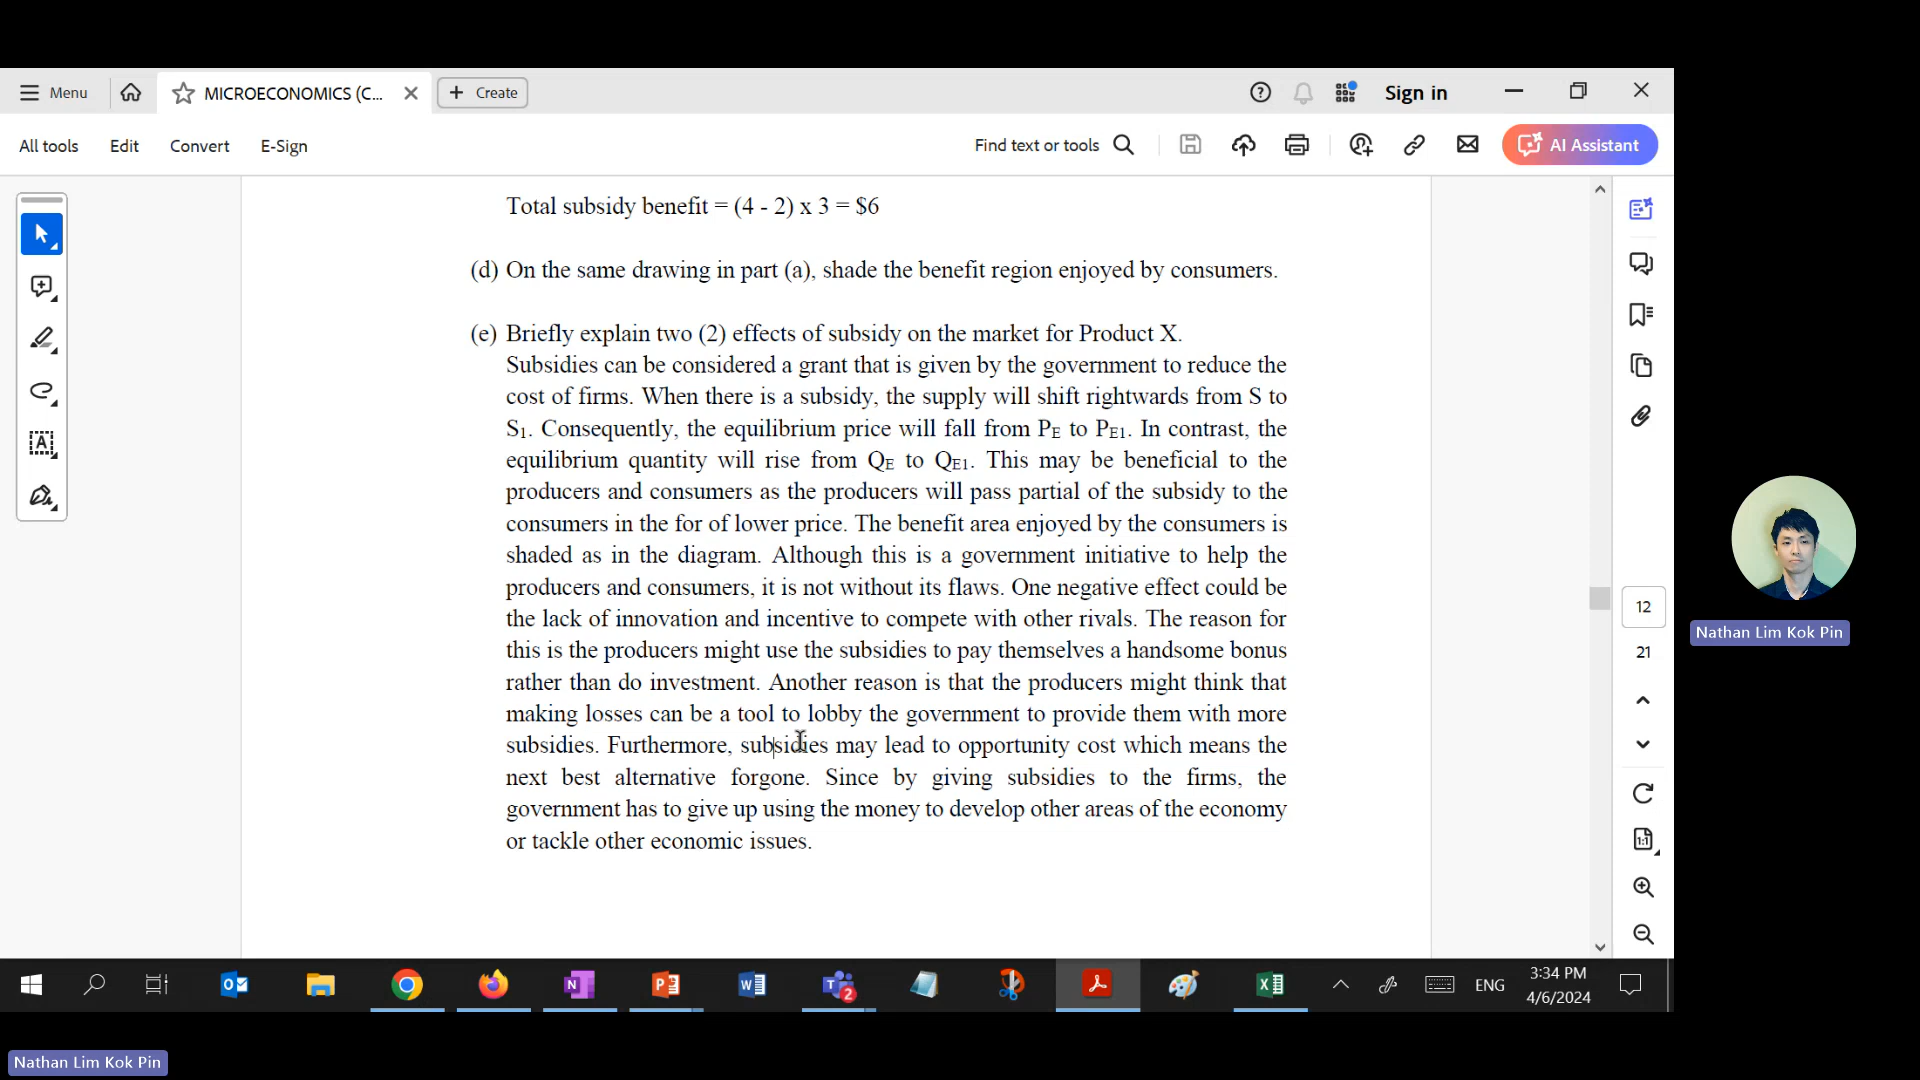 Menu
MICROECONOMICS (C...
Create
Sign in
All tools
Edit
Convert
E-Sign
Find text or tools
AI Assistant
Total subsidy benefit = (4 - 2) x 3 = $6
(d) On the same drawing in part (a), shade the benefit region enjoyed by consumers.
(e) Briefly explain two (2) effects of subsidy on the market for Product X.
Subsidies can be considered a grant that is given by the government to reduce the
cost of firms. When there is a subsidy, the supply will shift rightwards from S to
S1. Consequently, the equilibrium price will fall from PE to PE1. In contrast, the
equilibrium quantity will rise from QE to QE1. This may be beneficial to the
producers and consumers as the producers will pass partial of the subsidy to the
consumers in the for of lower price. The benefit area enjoyed by the consumers is
shaded as in the diagram. Although this is a government initiative to help the
producers and consumers, it is not without its flaws. One negative effect could be
the lack of innovation and incentive to compete with other rivals. The reason for
this is the producers might use the subsidies to pay themselves a handsome bonus
rather than do investment. Another reason is that the producers might think that
making losses can be a tool to lobby the government to provide them with more
subsidies. Furthermore, subsidies may lead to opportunity cost which means the
next best alternative forgone. Since by giving subsidies to the firms, the
government has to give up using the money to develop other areas of the economy
or tackle other economic issues.
12
21
Nathan Lim Kok Pin
2
ENG
3:34 PM
4/6/2024
Nathan Lim Kok Pin